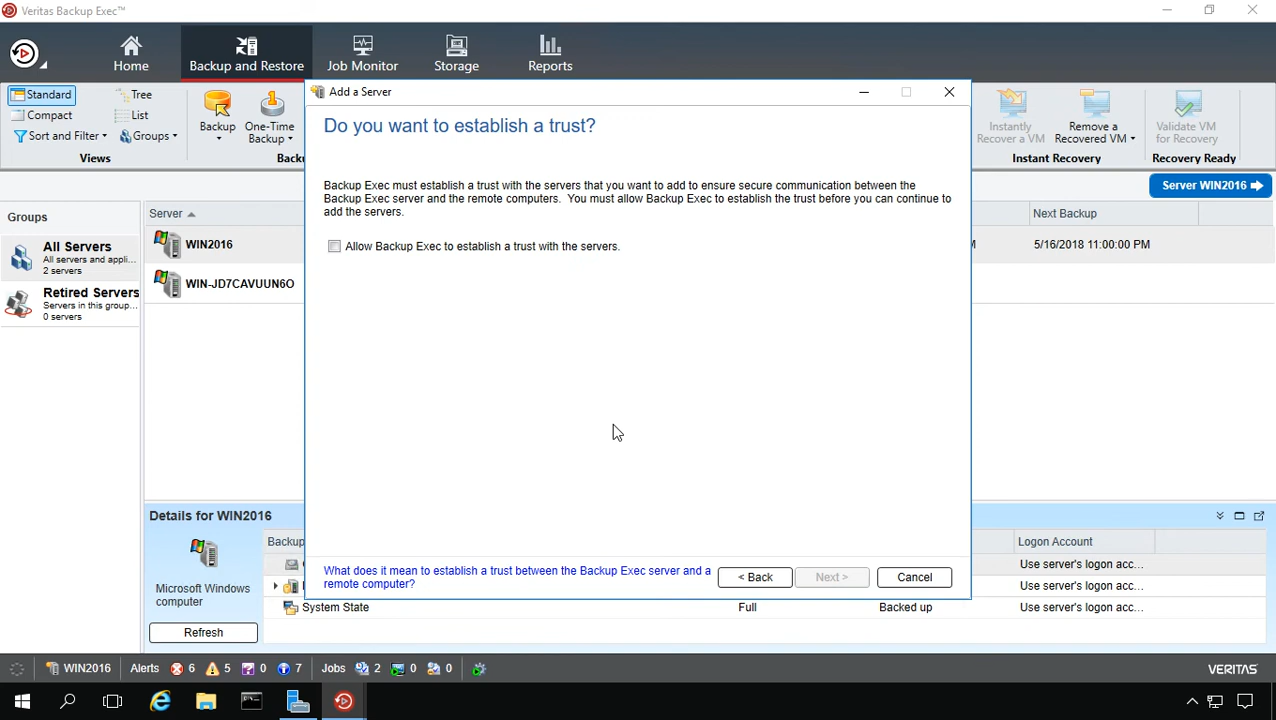 Veritas Backup Exec™
Home
Backup and Restore
Job Monitor
Storage
Reports
Standard
Tree
Compact
List
Sort and Filter
Groups
Views
Backup
One-Time
Backup
Backu
Instantly
Recover a VM
Remove a
Recovered VM
Instant Recovery
Validate VM
for Recovery
Recovery Ready
Add a Server
Do you want to establish a trust?
Backup Exec must establish a trust with the servers that you want to add to ensure secure communication between the
Backup Exec server and the remote computers. You must allow Backup Exec to establish the trust before you can continue to
add the servers.
Allow Backup Exec to establish a trust with the servers.
What does it mean to establish a trust between the Backup Exec server and a
remote computer?
< Back
Next >
Cancel
Server WIN2016
Groups
All Servers
All servers and appli...
2 servers
Retired Servers
Servers in this group...
0 servers
Server
Next Backup
WIN2016
5/16/2018 11:00:00 PM
WIN-JD7CAVUUN6O
Details for WIN2016
Microsoft Windows
computer
Refresh
Backup
Logon Account
Use server's logon acc...
Use server's logon acc...
System State
Full
Backed up
Use server's logon acc...
WIN2016
Alerts
6
5
0
7
Jobs
2
0
0
VERITAS